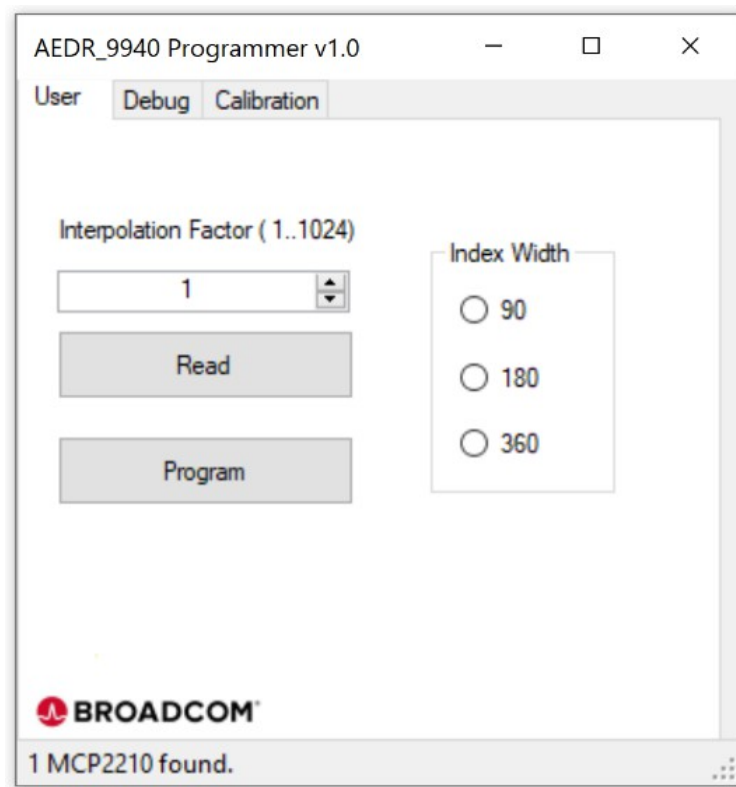 AEDR_9940 Programmer v1.0
User Debug Calibration
Interpolation Factor ( 1..1024)
1
Read
Program
Index Width
90
180
360
BROADCOM
1 MCP2210 found.